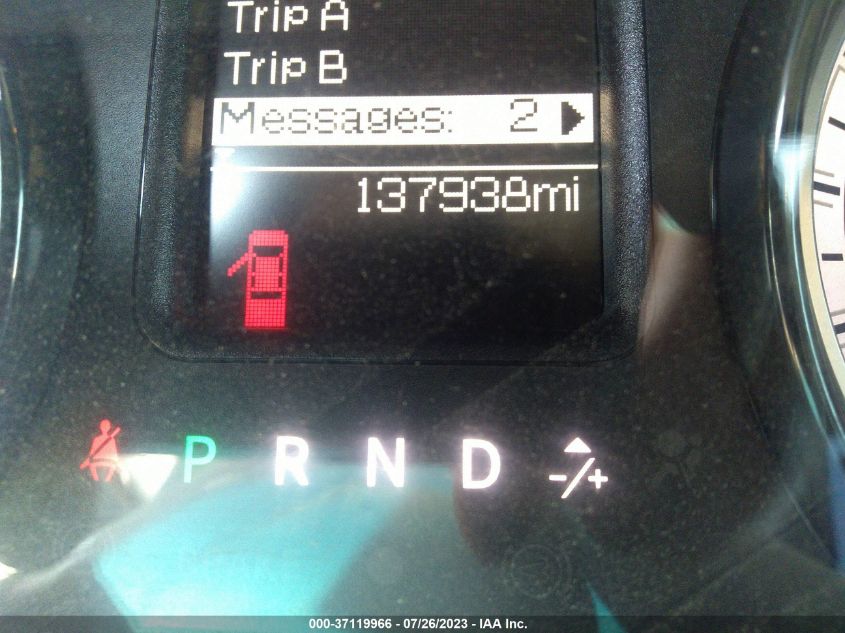 Trip A
Trip B
Messages: 2
137938mi
P R N D -/+
000-37119966 - 07/26/2023 - IAA Inc.